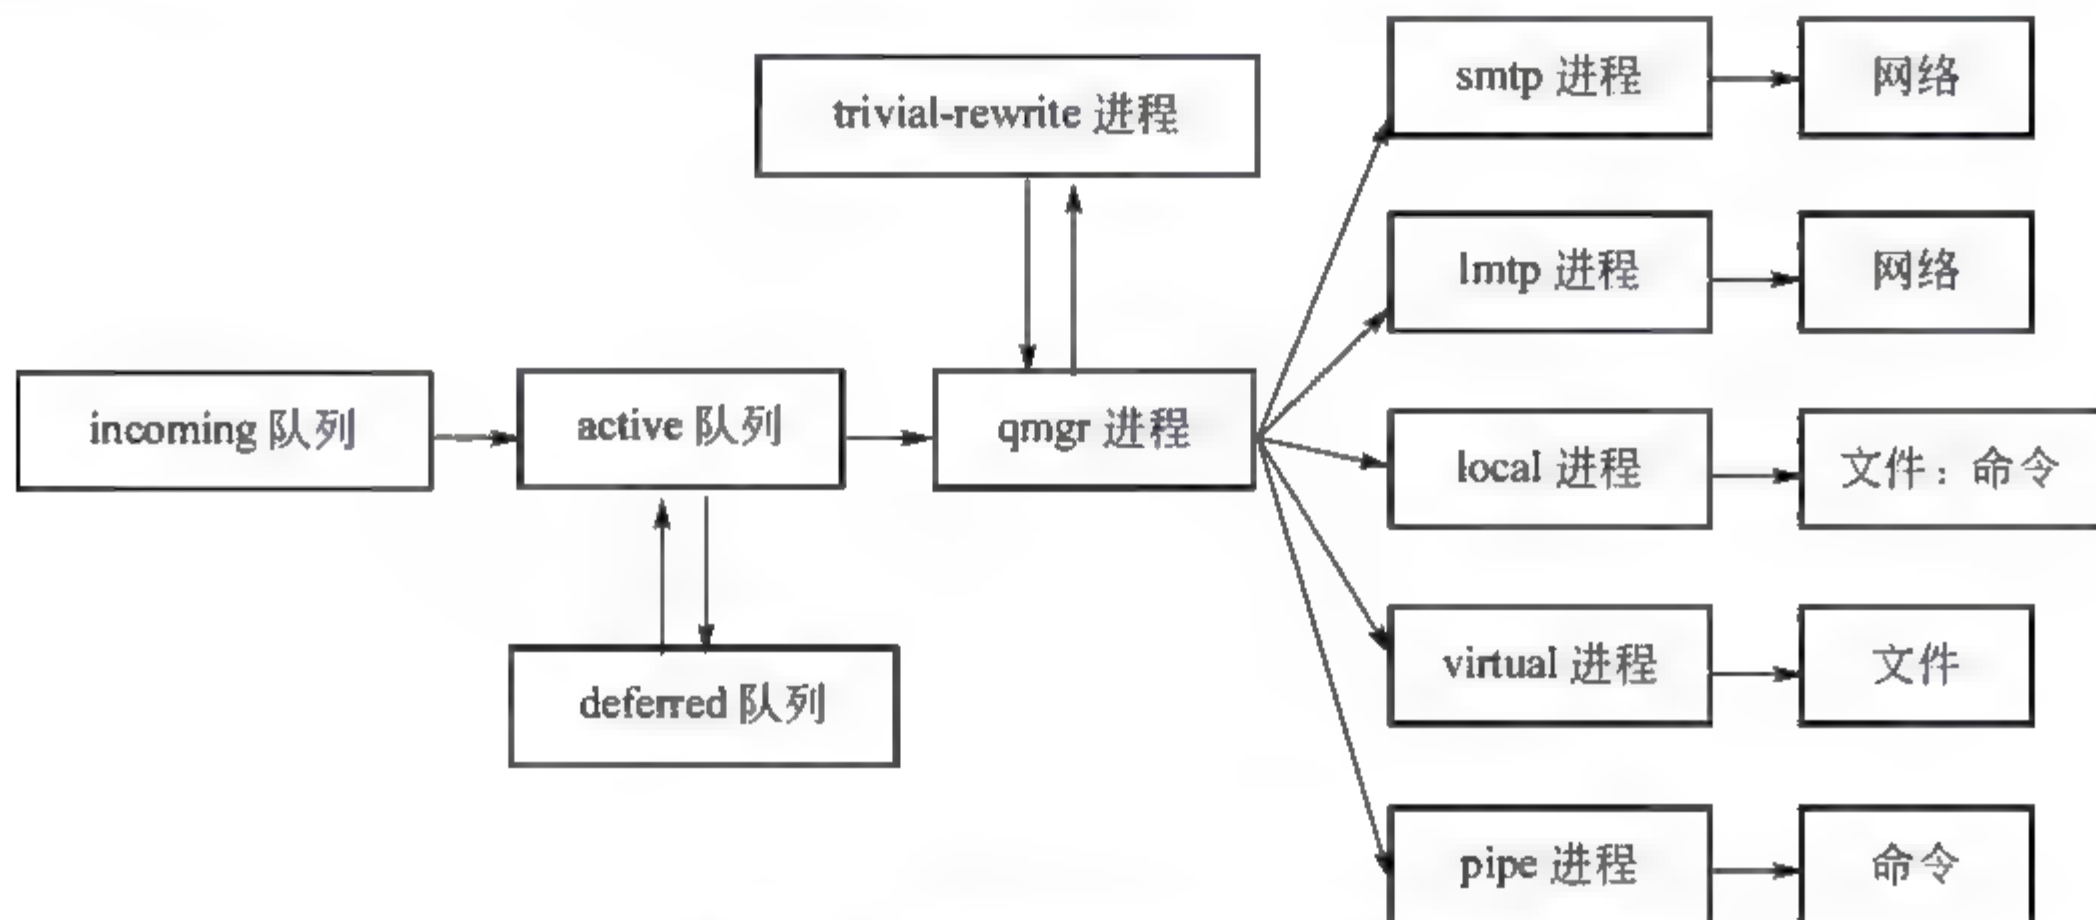 smtp 进程
网络
trivial-rewrite 进程
lmtp 进程
网络
incoming 队列
active 队列
qmgr 进程
local 进程
文件：命令
virtual 进程
文件
deferred 队列
pipe 进程
命令